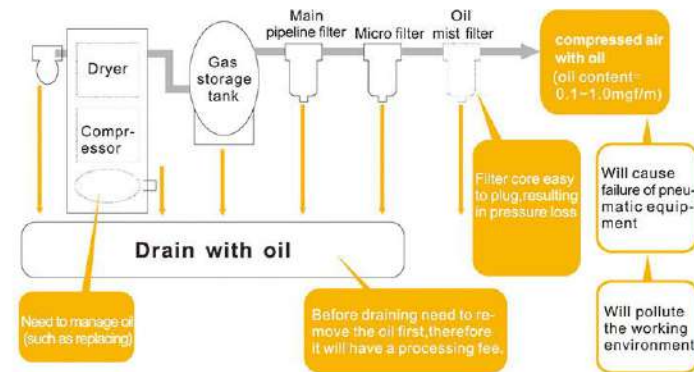 Main
pipeline filter
Micro filter
Oil
mist filter
compressed air
with oil
(oil content=
0.1~1.0mgf/m)
Dryer
Gas
storage
tank
Compr-
essor
Filter core easy
to plug,resulting
in pressure loss
Will cause
failure of pneu-
matic equip-
ment
Drain with oil
Need to manage oil
(such as replacing)
Before draining need to re-
move the oil first,therefore
it will have a processing fee.
Will pollute
the working
environment